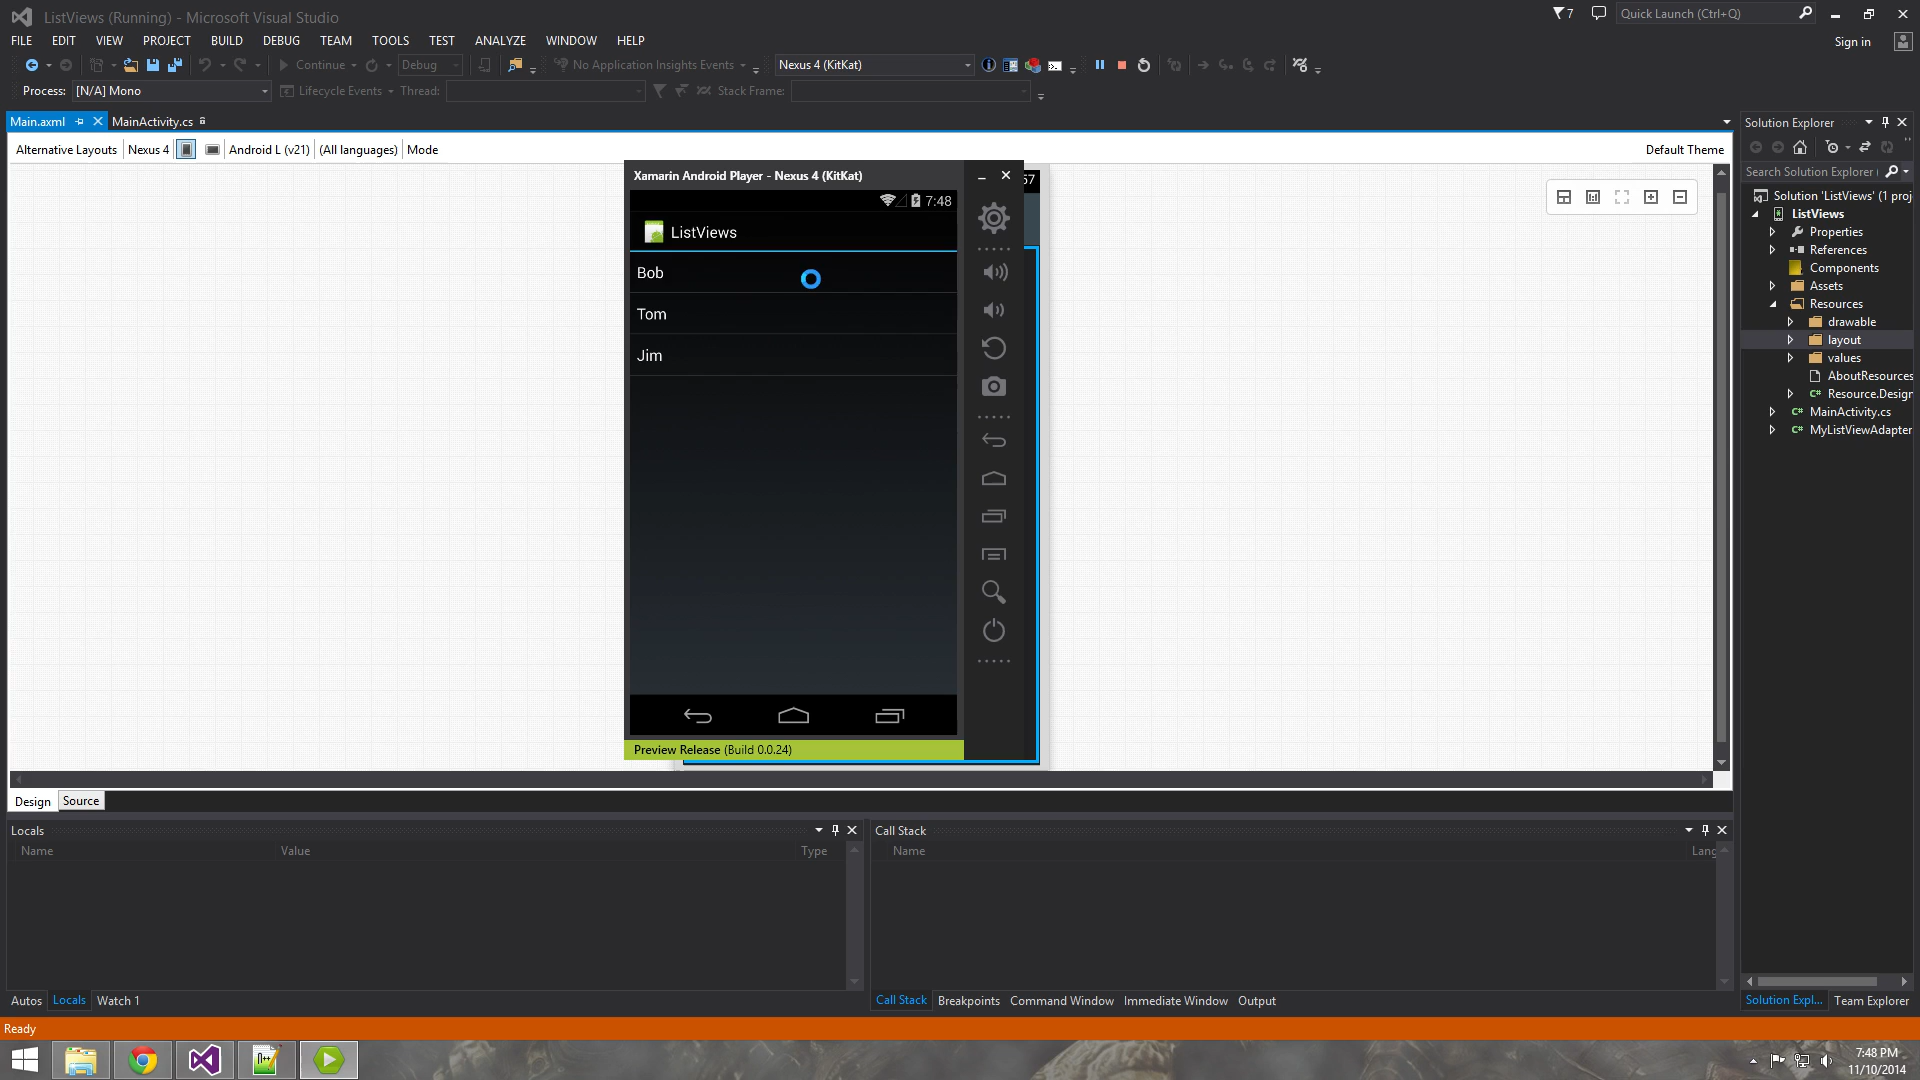 ListViews (Running) - Microsoft Visual Studio
7
Quick Launch (Ctrl+Q)
FILE EDIT VIEW PROJECT BUILD DEBUG TEAM TOOLS TEST ANALYZE WINDOW HELP
Sign in
Continue Debug No Application Insights Events Nexus 4 (KitKat)
Process: [N/A] Mono Lifecycle Events Thread: Stack Frame:
Main.axml MainActivity.cs
Solution Explorer
Alternative Layouts Nexus 4 Android L (v21) (All languages) Mode Default Theme
Search Solution Explorer
Xamarin Android Player - Nexus 4 (KitKat)
57
7:48
ListViews
Bob
Tom
Jim
Preview Release (Build 0.0.24)
Solution 'ListViews' (1 proj
ListViews
Properties
References
Components
Assets
Resources
drawable
layout
values
AboutResources
Resource.Design
MainActivity.cs
MyListViewAdapter
Design Source
Locals
Name Value Type
Call Stack
Name Lang
Autos Locals Watch 1
Call Stack Breakpoints Command Window Immediate Window Output
Solution Expl... Team Explorer
Ready
7:48 PM
11/10/2014